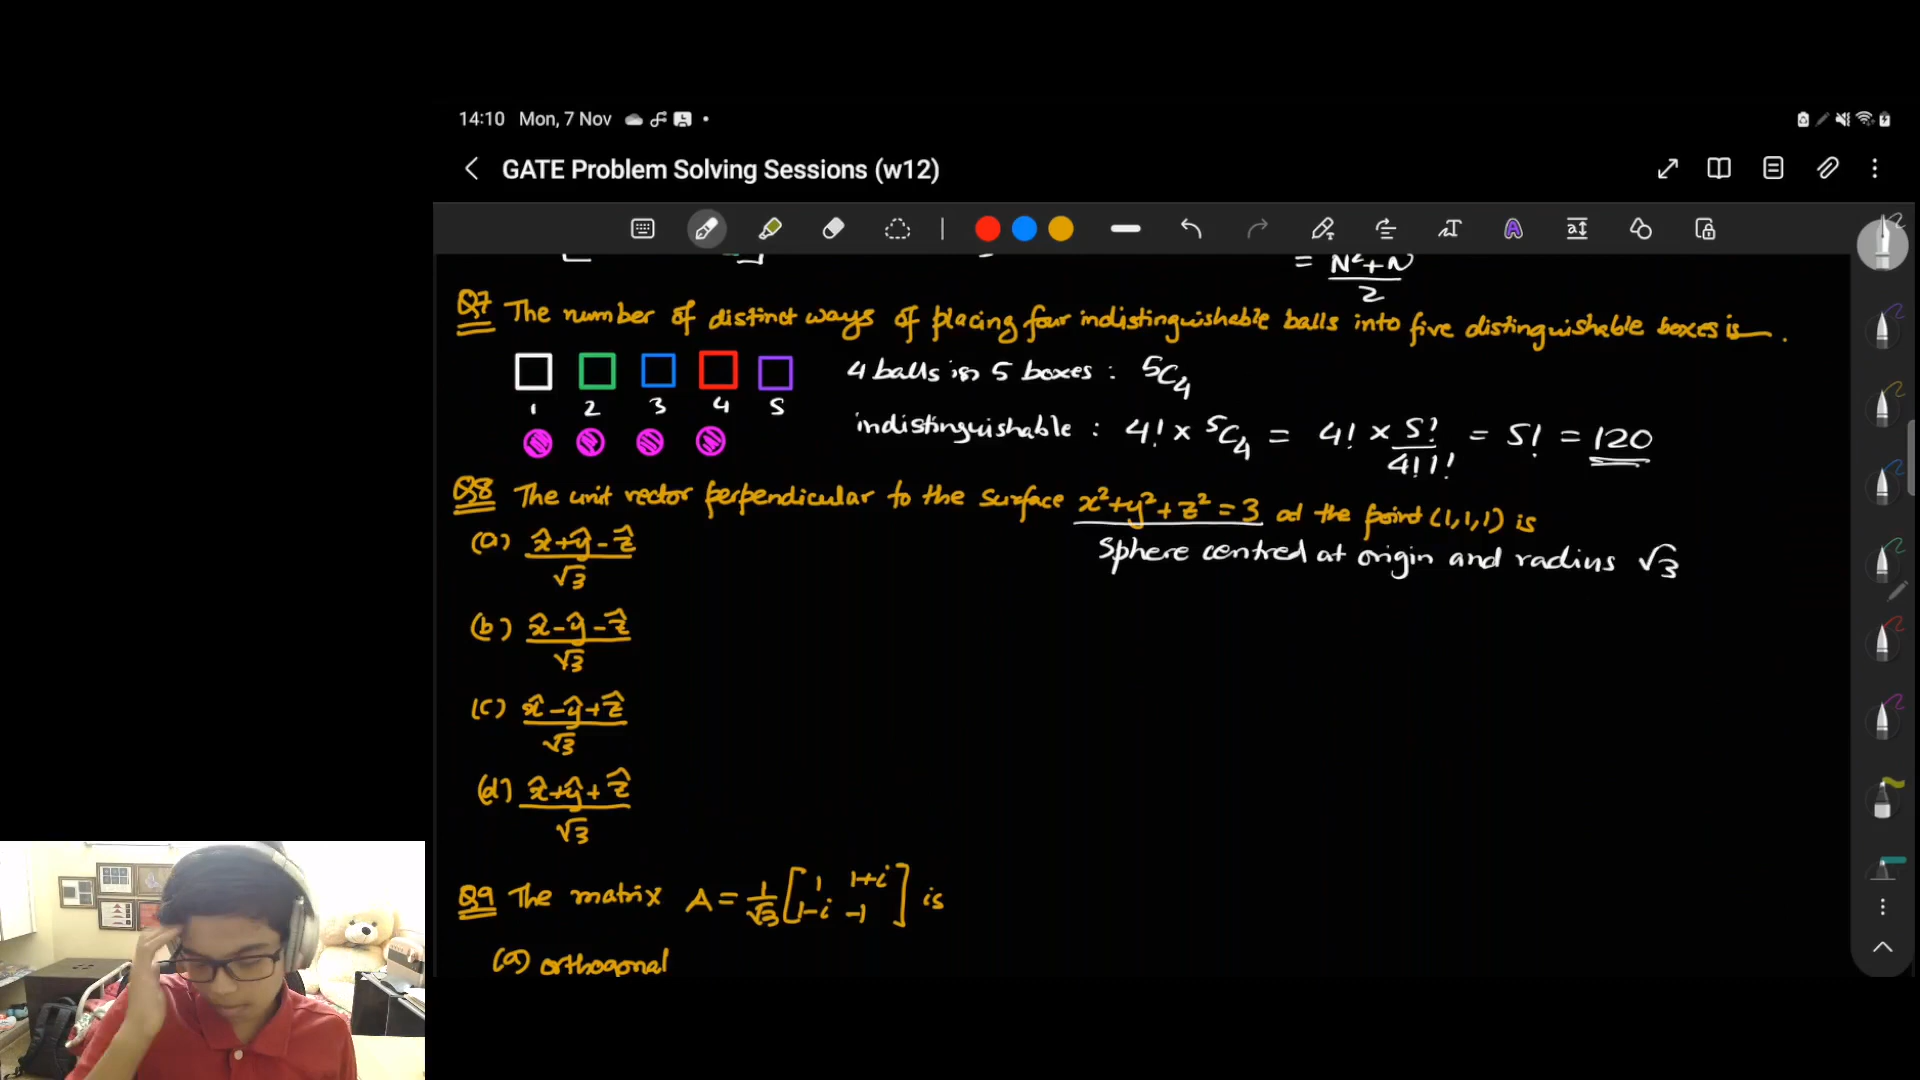 14:10 Mon, 7 Nov
GATE Problem Solving Sessions (w12)
= N²+N / 2
Q7 The number of distinct ways of placing four indistinguishable balls into five distinguishable boxes is .
1 2 3 4 5
4 balls in 5 boxes : ⁵C₄
indistinguishable : 4! × ⁵C₄ = 4! × 5!/4!1! = 5! = 120
Q8 The unit vector perpendicular to the surface x²+y²+z² = 3 at the point (1,1,1) is
Sphere centred at origin and radius √3
(a) x̂+ŷ-ẑ / √3
(b) x̂-ŷ-ẑ / √3
(c) x̂-ŷ+ẑ / √3
(d) x̂+ŷ+ẑ / √3
Q9 The matrix A = 1/√3 [1 1+i
1-i -1] is
(a) orthogonal